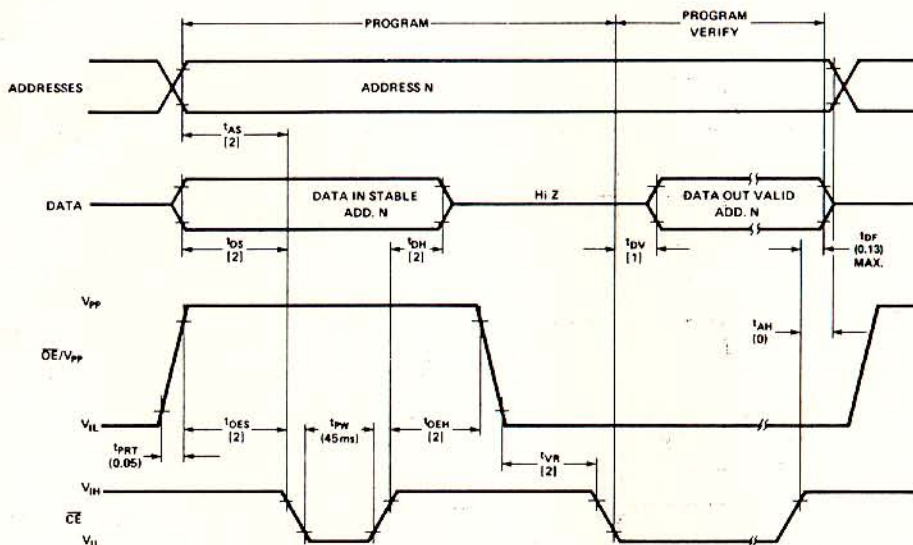 PROGRAM
PROGRAM
VERIFY
ADDRESSES
ADDRESS N
tAS
[2]
DATA
DATA IN STABLE
ADD. N
Hi Z
DATA OUT VALID
ADD. N
tDS
[2]
tDH
[2]
tDV
[1]
tDF
(0.13)
MAX.
VPP
OE/VPP
VIL
tAH
(0)
tPRT
(0.05)
tOES
[2]
tPW
(45ms)
tOEH
[2]
tVR
[2]
VIH
CE
VIL